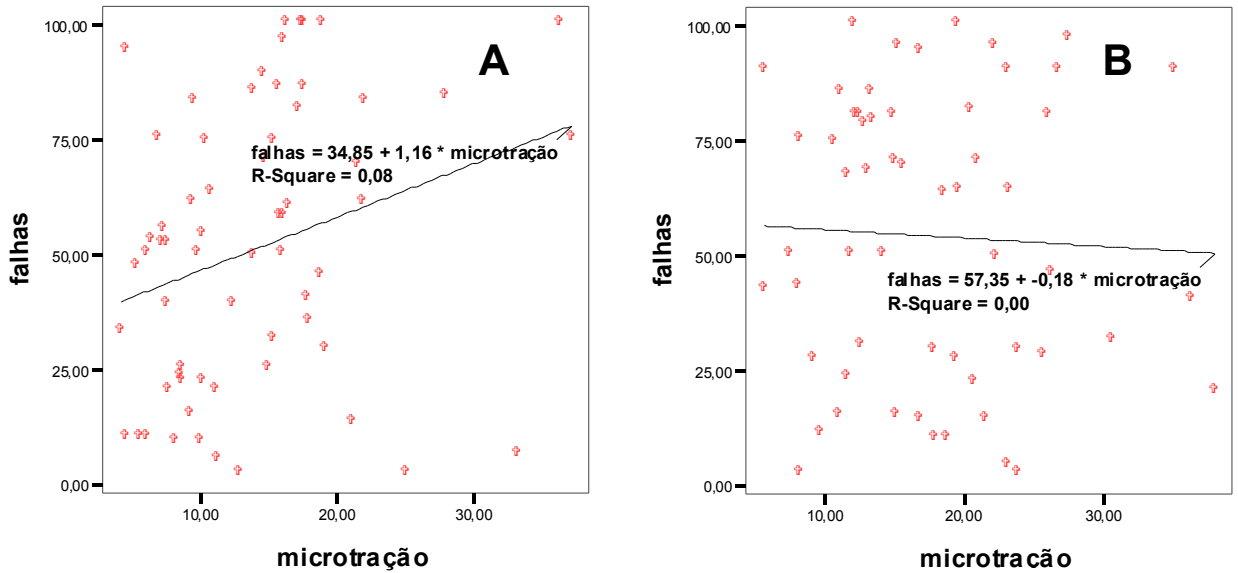 A
falhas
100,00
75,00
50,00
25,00
0,00
falhas = 34,85 + 1,16 * microtração
R-Square = 0,08
10,00
20,00
30,00
microtração
B
falhas
100,00
75,00
50,00
25,00
0,00
falhas = 57,35 + -0,18 * microtração
R-Square = 0,00
10,00
20,00
30,00
microtração